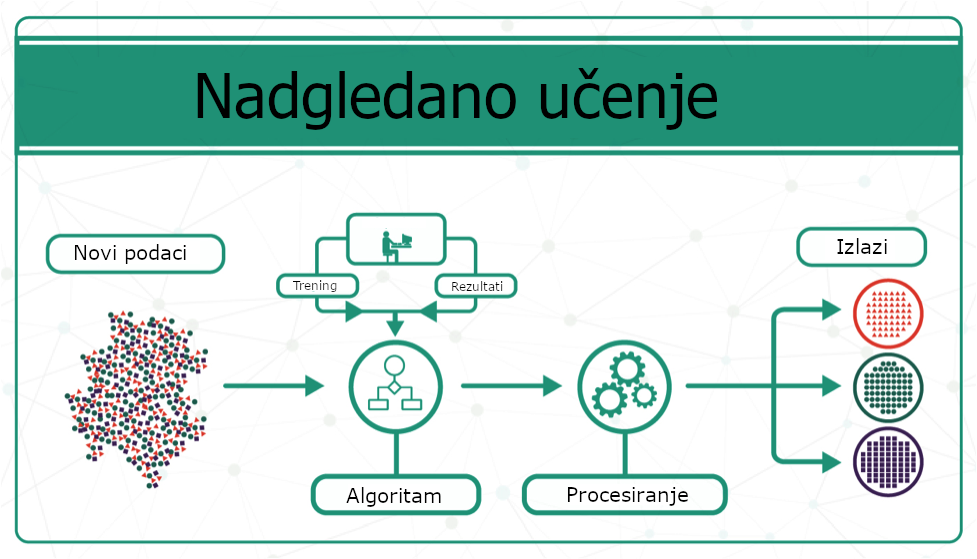 Nadgledano učenje
Novi podaci
Trening
Rezultati
Izlazi
Algoritam
Procesiranje